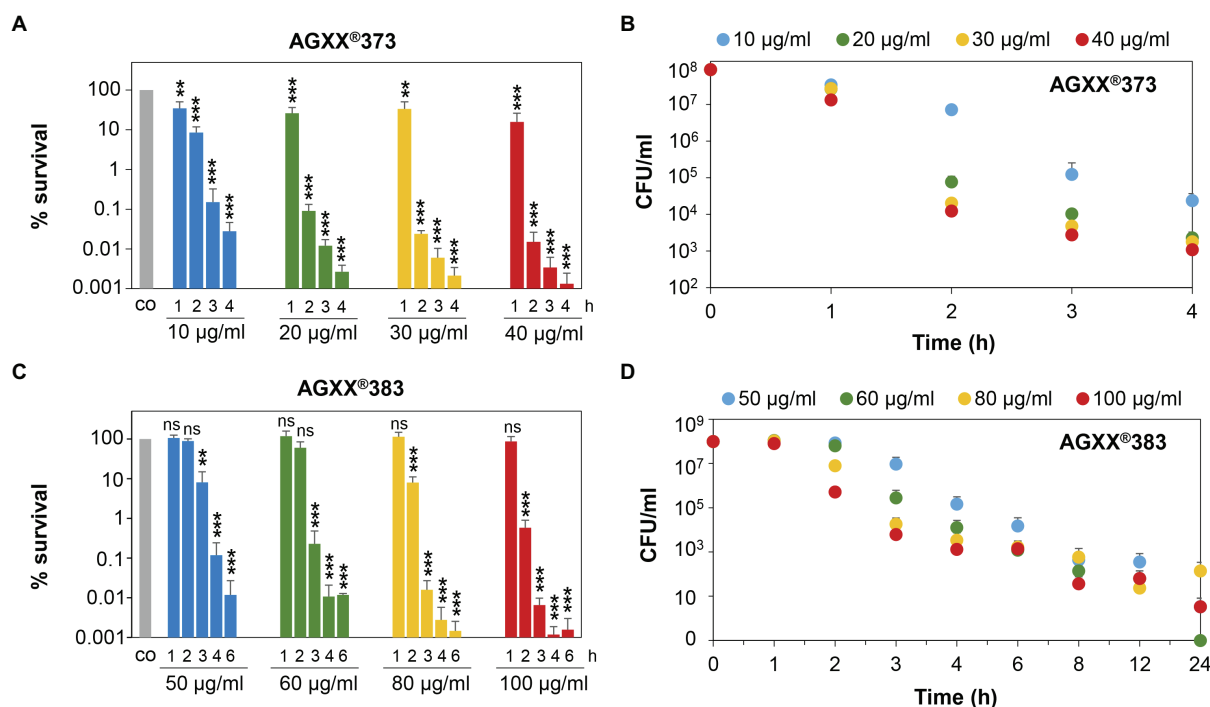 A
AGXX®373
% survival
100
10
1
0.1
0.01
0.001
** *** *** ***
*** *** *** ***
** *** *** ***
*** *** *** ***
co 1 2 3 4 1 2 3 4 1 2 3 4 1 2 3 4 h
10 µg/ml 20 µg/ml 30 µg/ml 40 µg/ml
B
10 µg/ml 20 µg/ml 30 µg/ml 40 µg/ml
AGXX®373
CFU/ml
10⁸
10⁷
10⁶
10⁵
10⁴
10³
10²
0 1 2 3 4
Time (h)
C
AGXX®383
% survival
100
10
1
0.1
0.01
0.001
ns ns ** *** ***
ns ns *** *** ***
ns *** *** *** ***
ns *** *** *** ***
co 1 2 3 4 6 1 2 3 4 6 1 2 3 4 6 1 2 3 4 6 h
50 µg/ml 60 µg/ml 80 µg/ml 100 µg/ml
D
50 µg/ml 60 µg/ml 80 µg/ml 100 µg/ml
AGXX®383
CFU/ml
10⁹
10⁷
10⁵
10³
10
0
0 1 2 3 4 6 8 12 24
Time (h)